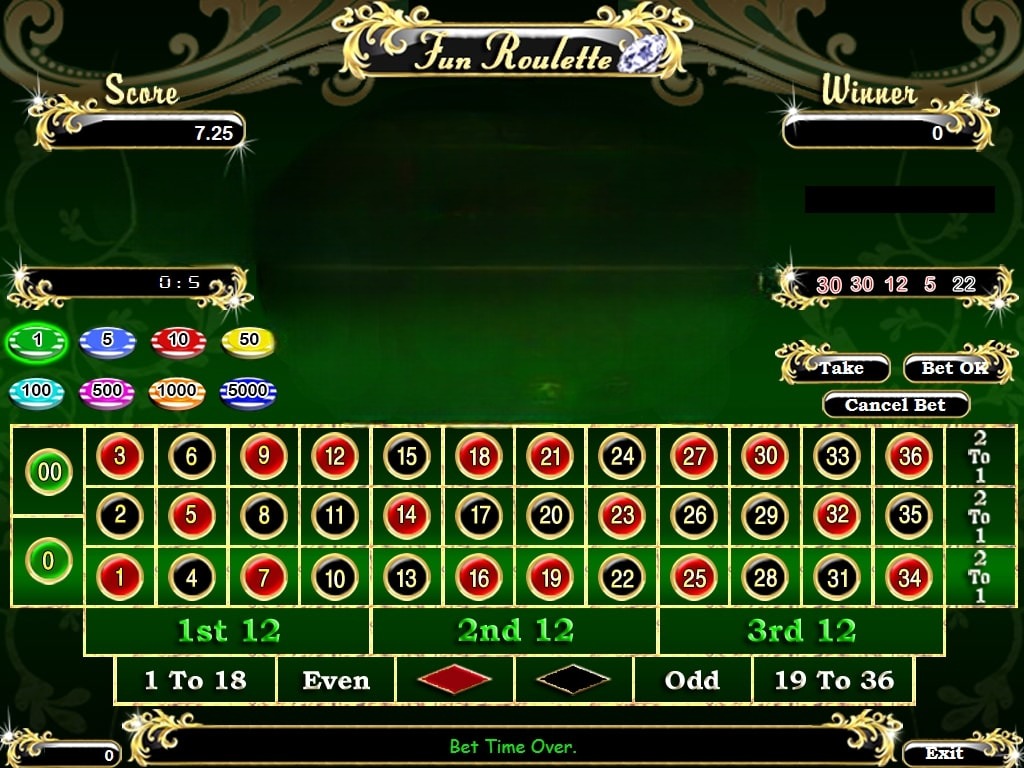 Fun Roulette
Score
Winner
7.25
0
0:5
30 30 12 5 22
1 5 10 50
100 500 1000 5000
Take
Bet OK
Cancel Bet
00
3 6 9 12 15 18 21 24 27 30 33 36
2 To 1
2 5 8 11 14 17 20 23 26 29 32 35
2 To 1
0
1 4 7 10 13 16 19 22 25 28 31 34
2 To 1
1st 12
2nd 12
3rd 12
1 To 18
Even
Odd
19 To 36
0
Bet Time Over.
Exit